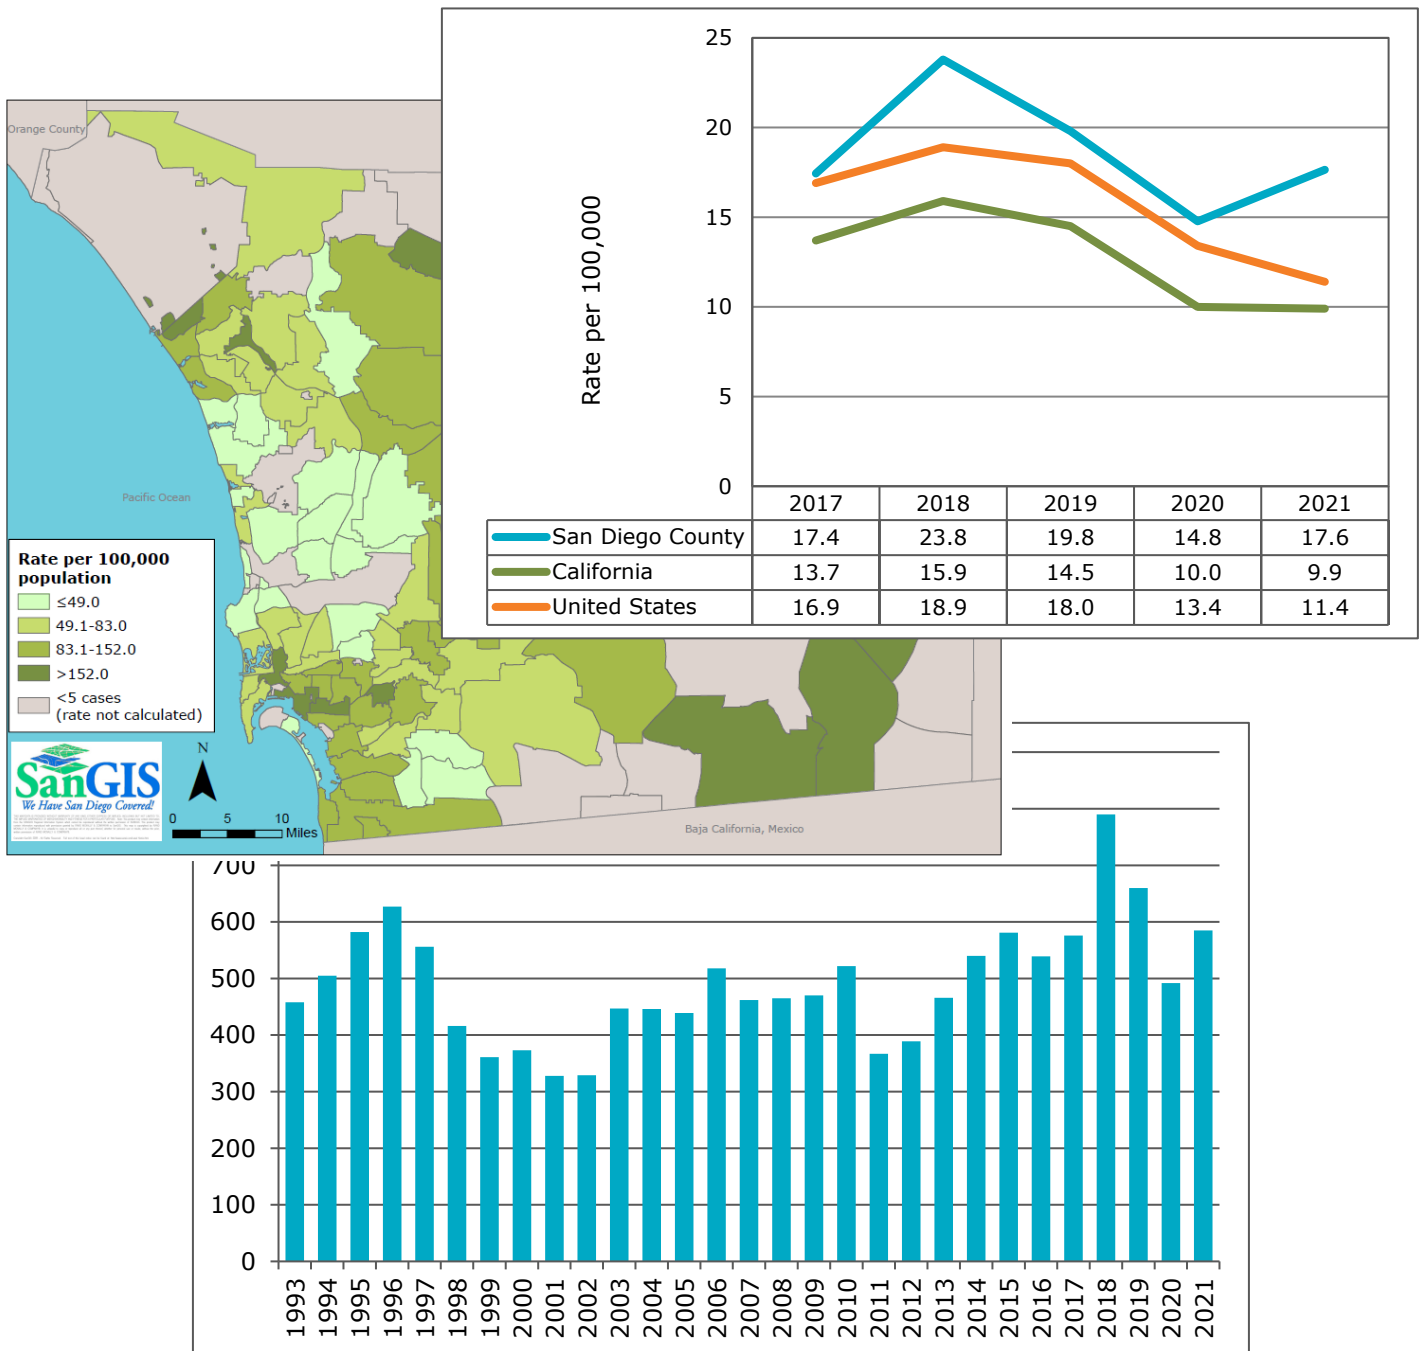 25
20
15
10
5
0
Rate per 100,000
2017 2018 2019 2020 2021
San Diego County 17.4 23.8 19.8 14.8 17.6
California 13.7 15.9 14.5 10.0 9.9
United States 16.9 18.9 18.0 13.4 11.4
Orange County
Pacific Ocean
Rate per 100,000
population
≤49.0
49.1-83.0
83.1-152.0
>152.0
<5 cases
(rate not calculated)
SanGIS
We Have San Diego Covered!
N
0 5 10
Miles
Baja California, Mexico
700
600
500
400
300
200
100
0
1993 1994 1995 1996 1997 1998 1999 2000 2001 2002 2003 2004 2005 2006 2007 2008 2009 2010 2011 2012 2013 2014 2015 2016 2017 2018 2019 2020 2021